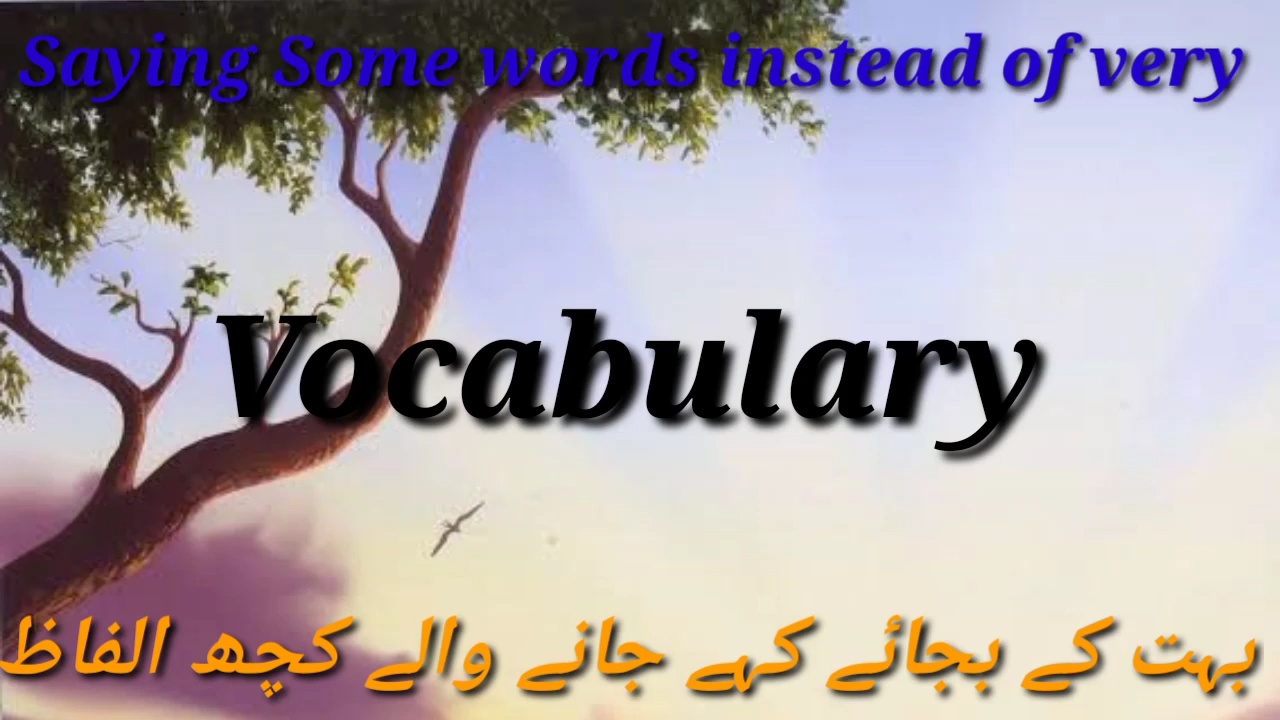 Saying Some words instead of very
Vocabulary
بہت کے بجائے کہے جانے والے کچھ الفاظ